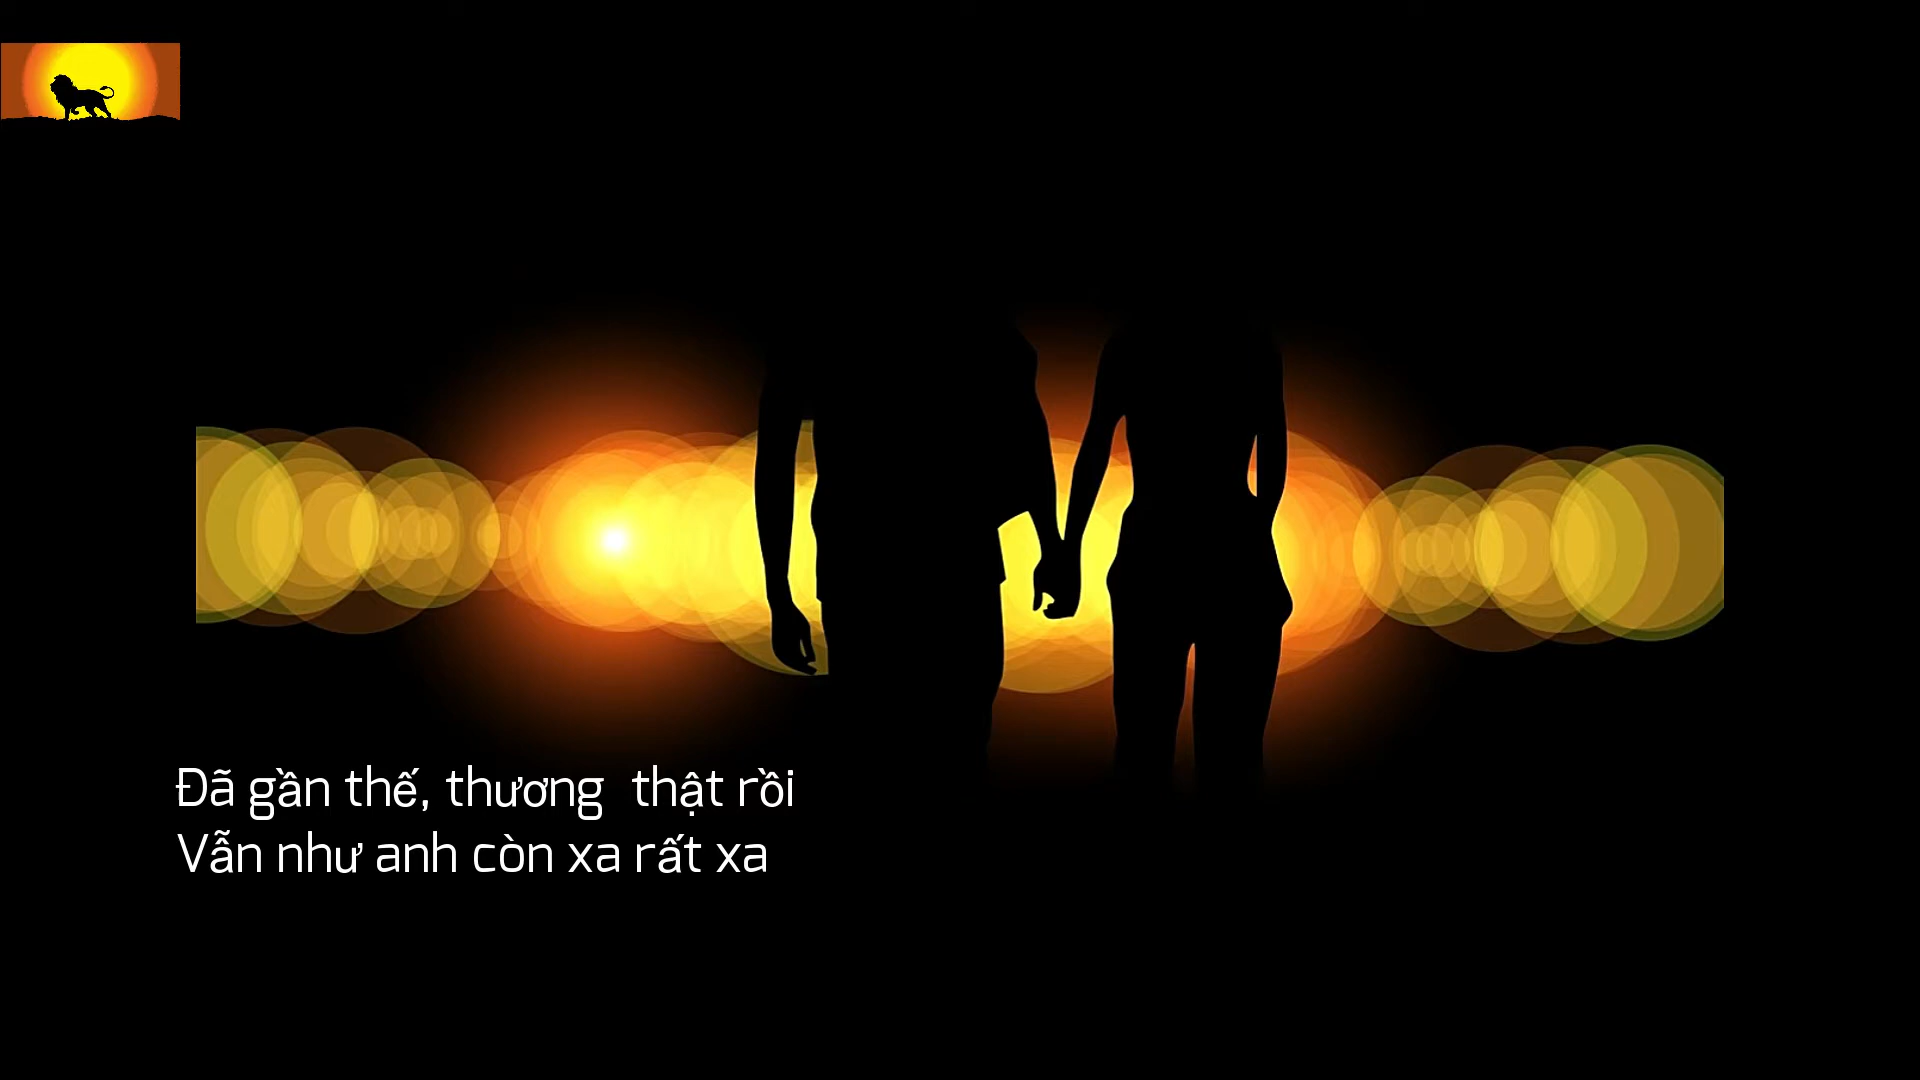 Đã gần thế, thương  thật rồi
Vẫn như anh còn xa rất xa